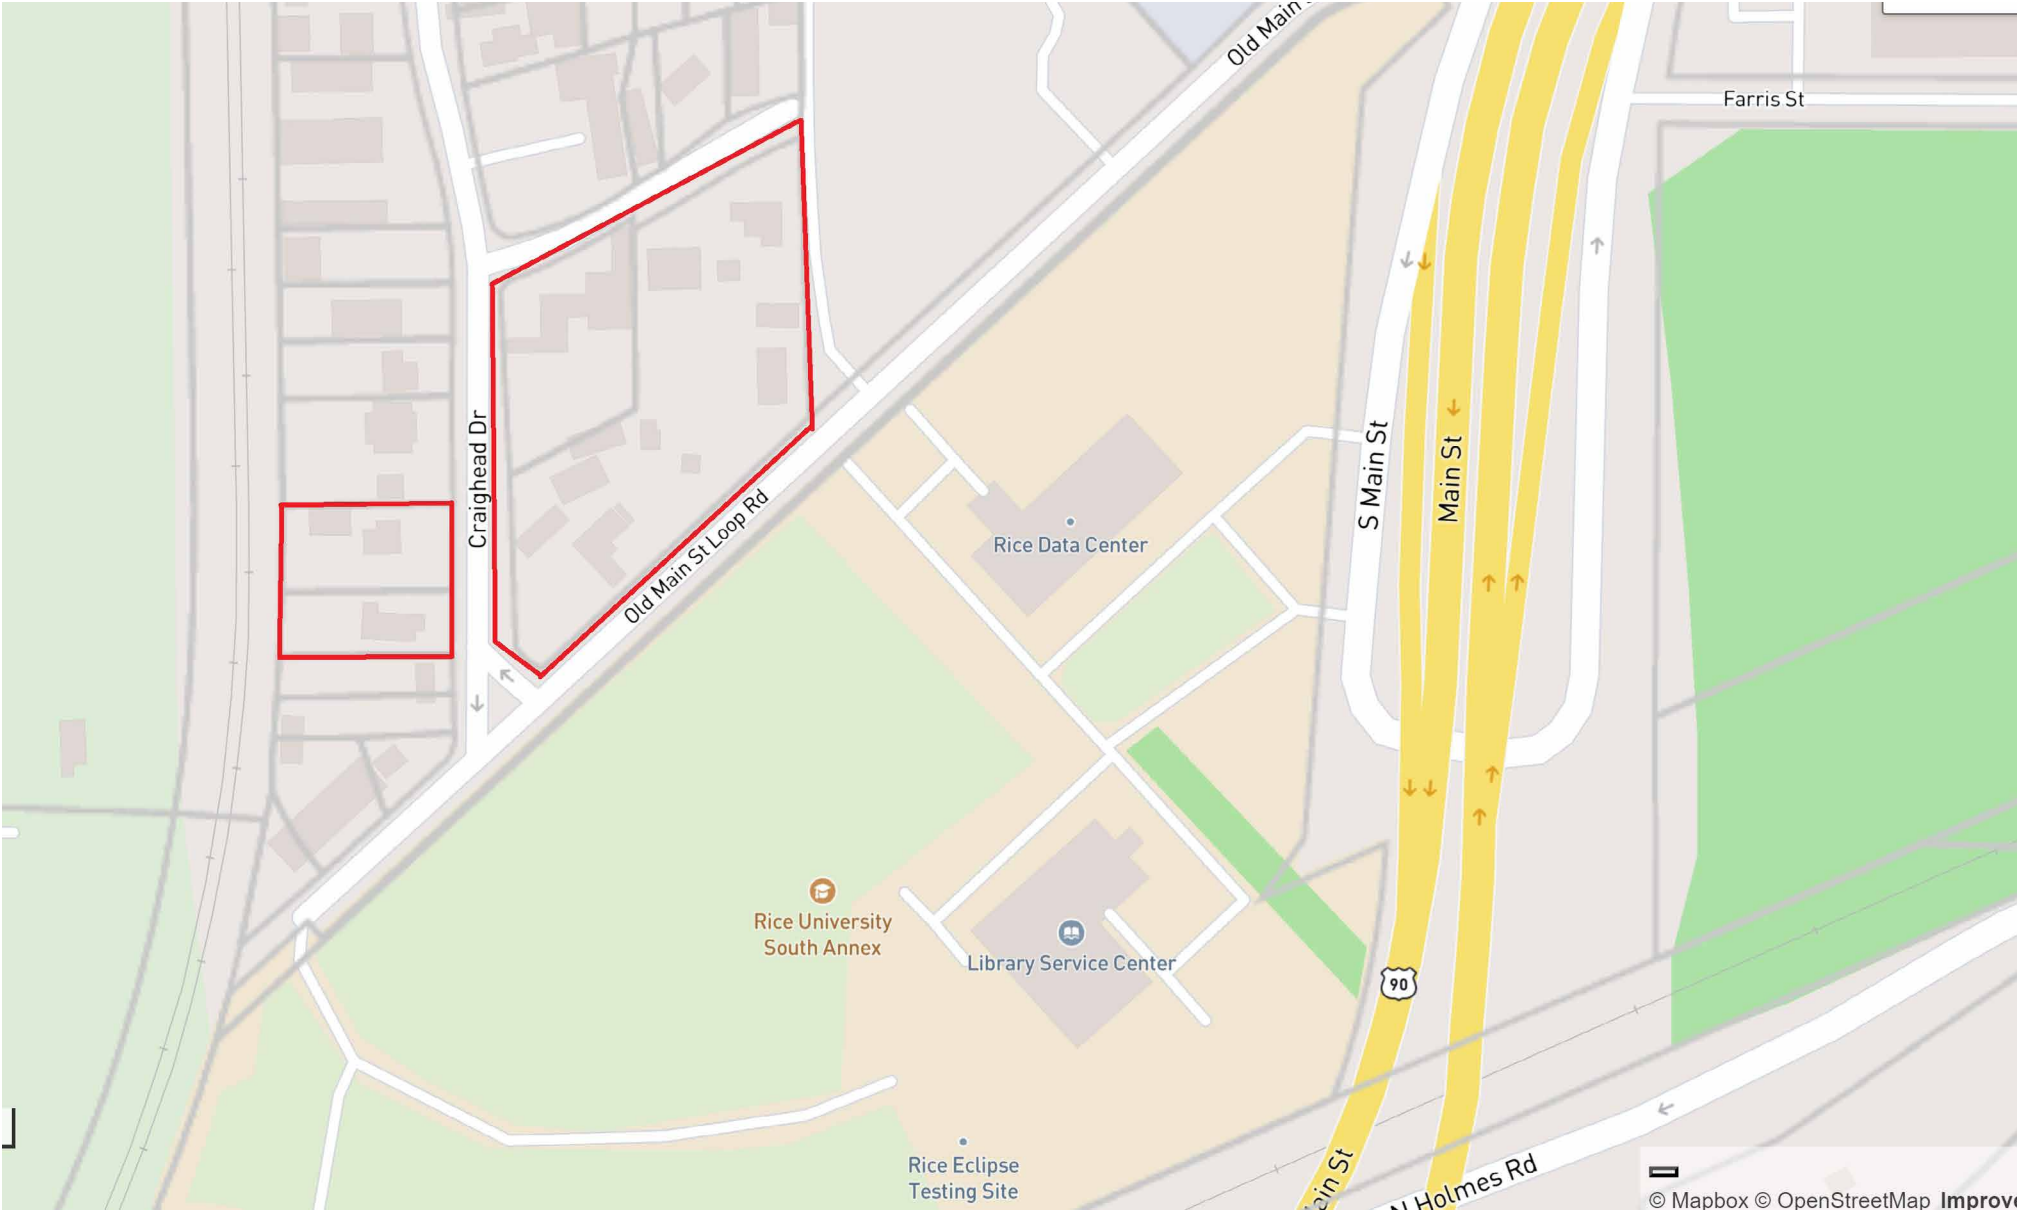 Old Main
Farris St
Craighead Dr
S Main St
Main St
Old Main St Loop Rd
Rice Data Center
Rice University
South Annex
Library Service Center
90
Rice Eclipse
Testing Site
ain St
N Holmes Rd
© Mapbox © OpenStreetMap Improve